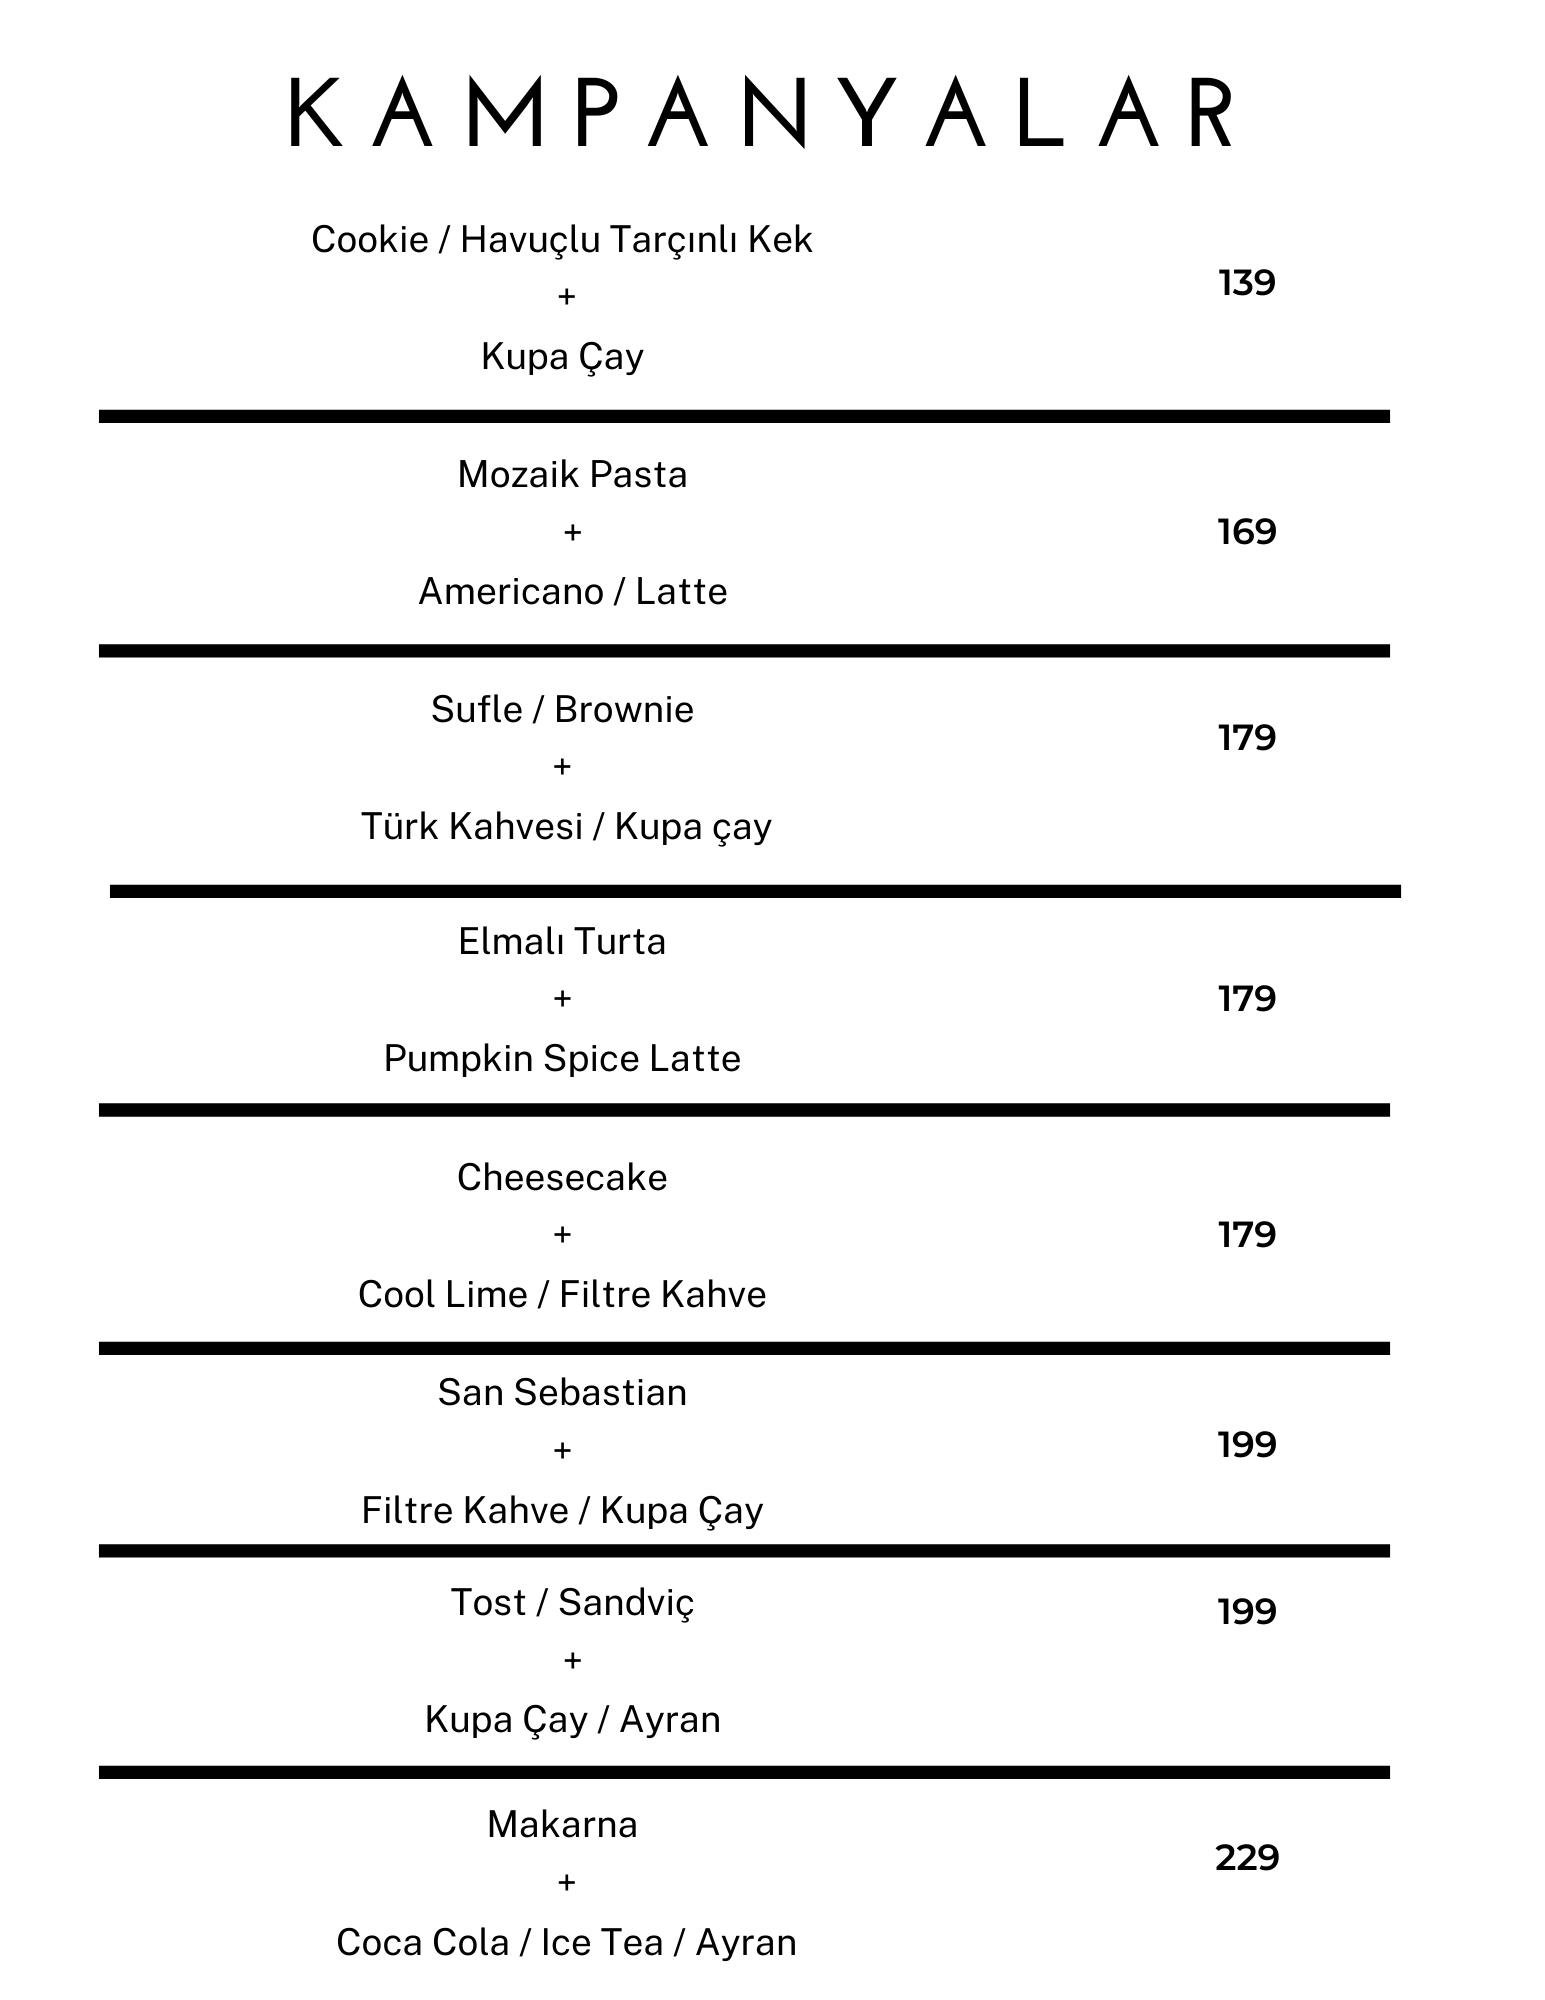 KAMPANYALAR
Cookie / Havuçlu Tarçınlı Kek
+
139
Kupa Çay
Mozaik Pasta
+
169
Americano / Latte
Sufle / Brownie
179
+
Türk Kahvesi / Kupa çay
Elmalı Turta
+
179
Pumpkin Spice Latte
Cheesecake
+
179
Cool Lime / Filtre Kahve
San Sebastian
+
199
Filtre Kahve / Kupa Çay
Tost / Sandviç
199
+
Kupa Çay / Ayran
Makarna
229
+
Coca Cola / Ice Tea / Ayran